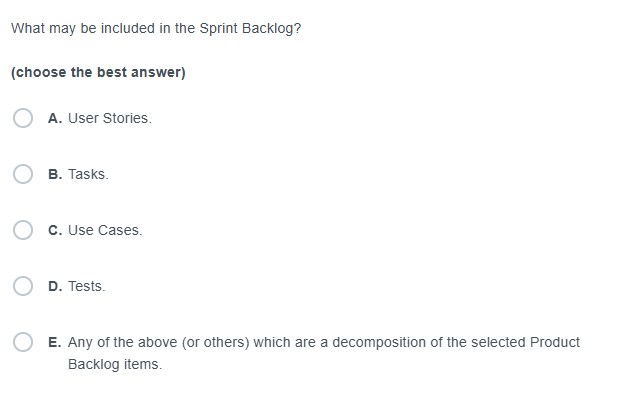 What may be included in the Sprint Backlog?
(choose the best answer)
A. User Stories.
B. Tasks.
C. Use Cases.
D. Tests.
E. Any of the above (or others) which are a decomposition of the selected Product
Backlog items.